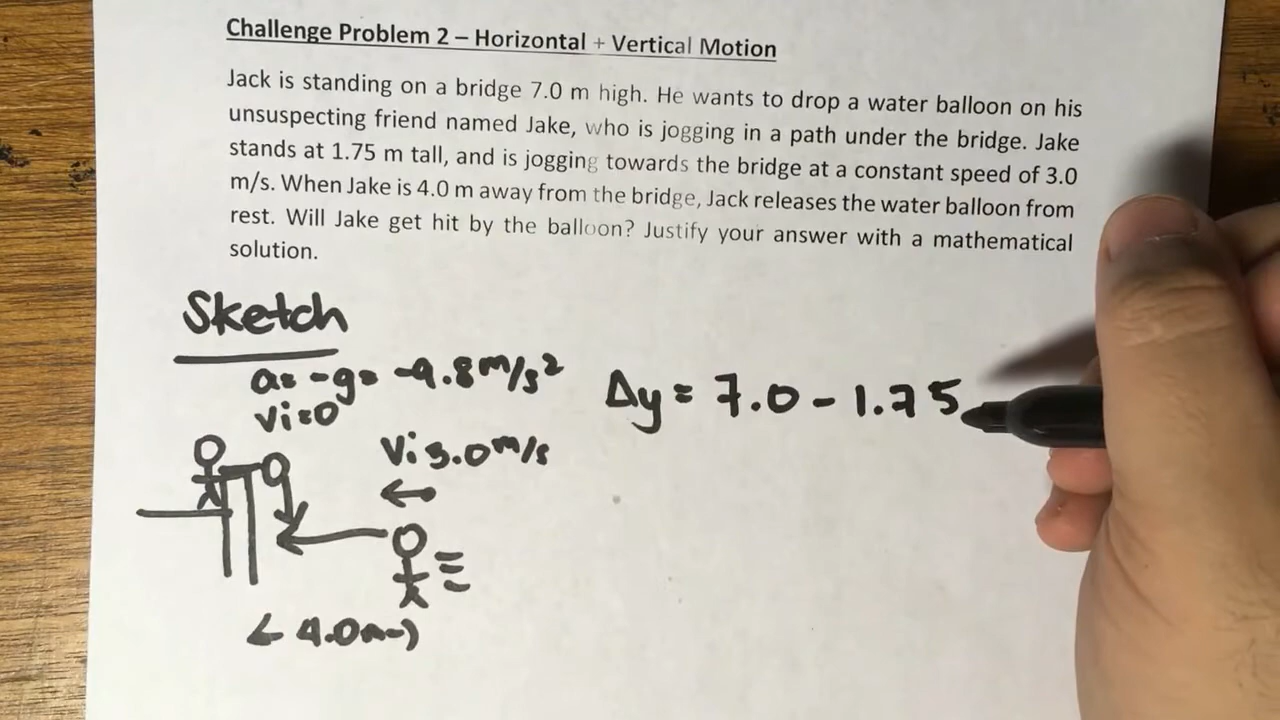 Challenge Problem 2 – Horizontal + Vertical Motion
Jack is standing on a bridge 7.0 m high. He wants to drop a water balloon on his
unsuspecting friend named Jake, who is jogging in a path under the bridge. Jake
stands at 1.75 m tall, and is jogging towards the bridge at a constant speed of 3.0
m/s. When Jake is 4.0 m away from the bridge, Jack releases the water balloon from
rest. Will Jake get hit by the balloon? Justify your answer with a mathematical
solution.
Sketch
a= -g= -9.8m/s²
Vi=0
Δy = 7.0 - 1.75
Vi 3.0m/s
← 4.0m→